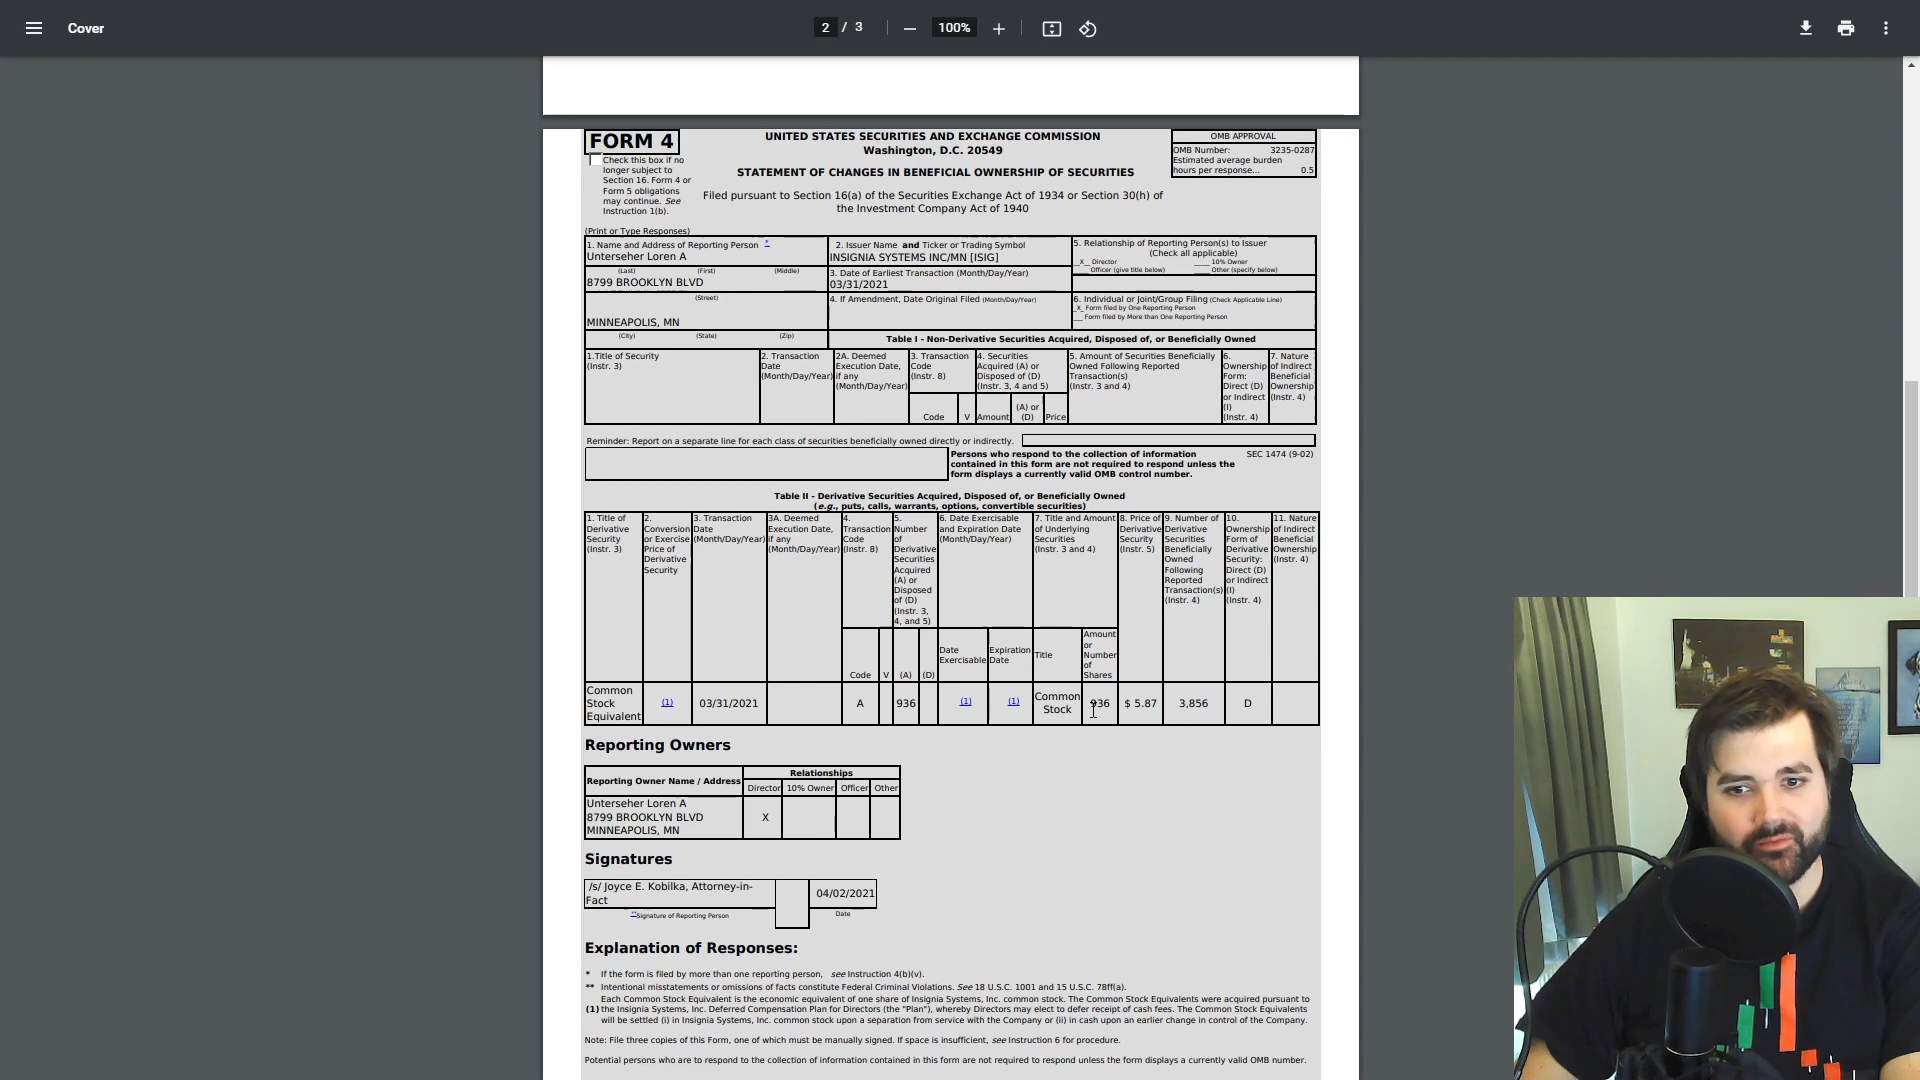 Cover
2 / 3
100%
FORM 4
Check this box if no
longer subject to
Section 16. Form 4 or
Form 5 obligations
may continue. See
Instruction 1(b).
(Print or Type Responses)
UNITED STATES SECURITIES AND EXCHANGE COMMISSION
Washington, D.C. 20549
STATEMENT OF CHANGES IN BENEFICIAL OWNERSHIP OF SECURITIES
Filed pursuant to Section 16(a) of the Securities Exchange Act of 1934 or Section 30(h) of
the Investment Company Act of 1940
OMB APPROVAL
OMB Number: 3235-0287
Estimated average burden
hours per response... 0.5
1. Name and Address of Reporting Person *
Unterseher Loren A
(Last) (First) (Middle)
8799 BROOKLYN BLVD
(Street)
MINNEAPOLIS, MN
(City) (State) (Zip)
2. Issuer Name and Ticker or Trading Symbol
INSIGNIA SYSTEMS INC/MN [ISIG]
3. Date of Earliest Transaction (Month/Day/Year)
03/31/2021
4. If Amendment, Date Original Filed (Month/Day/Year)
5. Relationship of Reporting Person(s) to Issuer
(Check all applicable)
_X_ Director ____ 10% Owner
____ Officer (give title below) ____ Other (specify below)
6. Individual or Joint/Group Filing (Check Applicable Line)
_X_ Form filed by One Reporting Person
___ Form filed by More than One Reporting Person
Table I - Non-Derivative Securities Acquired, Disposed of, or Beneficially Owned
1.Title of Security
(Instr. 3)
2. Transaction
Date
(Month/Day/Year)
2A. Deemed
Execution Date,
if any
(Month/Day/Year)
3. Transaction
Code
(Instr. 8)
4. Securities
Acquired (A) or
Disposed of (D)
(Instr. 3, 4 and 5)
5. Amount of Securities Beneficially
Owned Following Reported
Transaction(s)
(Instr. 3 and 4)
6.
Ownership
Form:
Direct (D)
or Indirect
(I)
(Instr. 4)
7. Nature
of Indirect
Beneficial
Ownership
(Instr. 4)
Code V Amount (A) or (D) Price
Reminder: Report on a separate line for each class of securities beneficially owned directly or indirectly.
Persons who respond to the collection of information
contained in this form are not required to respond unless the
form displays a currently valid OMB control number.
SEC 1474 (9-02)
Table II - Derivative Securities Acquired, Disposed of, or Beneficially Owned
(e.g., puts, calls, warrants, options, convertible securities)
1. Title of
Derivative
Security
(Instr. 3)
2.
Conversion
or Exercise
Price of
Derivative
Security
3. Transaction
Date
(Month/Day/Year)
3A. Deemed
Execution Date,
if any
(Month/Day/Year)
4.
Transaction
Code
(Instr. 8)
5.
Number
of
Derivative
Securities
Acquired
(A) or
Disposed
of (D)
(Instr. 3,
4, and 5)
6. Date Exercisable
and Expiration Date
(Month/Day/Year)
7. Title and Amount
of Underlying
Securities
(Instr. 3 and 4)
8. Price of
Derivative
Security
(Instr. 5)
9. Number of
Derivative
Securities
Beneficially
Owned
Following
Reported
Transaction(s)
(Instr. 4)
10.
Ownership
Form of
Derivative
Security:
Direct (D)
or Indirect
(I)
(Instr. 4)
11. Nature
of Indirect
Beneficial
Ownership
(Instr. 4)
Code V (A) (D)
Date
Exercisable
Expiration
Date
Title
Amount
or
Number
of
Shares
Common
Stock
Equivalent
(1) 03/31/2021 A 936 (1) (1)
Common
Stock
936 $ 5.87 3,856 D
Reporting Owners
Reporting Owner Name / Address
Relationships
Director 10% Owner Officer Other
Unterseher Loren A
8799 BROOKLYN BLVD
MINNEAPOLIS, MN
X
Signatures
/s/ Joyce E. Kobilka, Attorney-in-
Fact
04/02/2021
**Signature of Reporting Person
Date
Explanation of Responses:
* If the form is filed by more than one reporting person, see Instruction 4(b)(v).
** Intentional misstatements or omissions of facts constitute Federal Criminal Violations. See 18 U.S.C. 1001 and 15 U.S.C. 78ff(a).
Each Common Stock Equivalent is the economic equivalent of one share of Insignia Systems, Inc. common stock. The Common Stock Equivalents were acquired pursuant to
(1) the Insignia Systems, Inc. Deferred Compensation Plan for Directors (the "Plan"), whereby Directors may elect to defer receipt of cash fees. The Common Stock Equivalents
will be settled (i) in Insignia Systems, Inc. common stock upon a separation from service with the Company or (ii) in cash upon an earlier change in control of the Company.
Note: File three copies of this Form, one of which must be manually signed. If space is insufficient, see Instruction 6 for procedure.
Potential persons who are to respond to the collection of information contained in this form are not required to respond unless the form displays a currently valid OMB number.